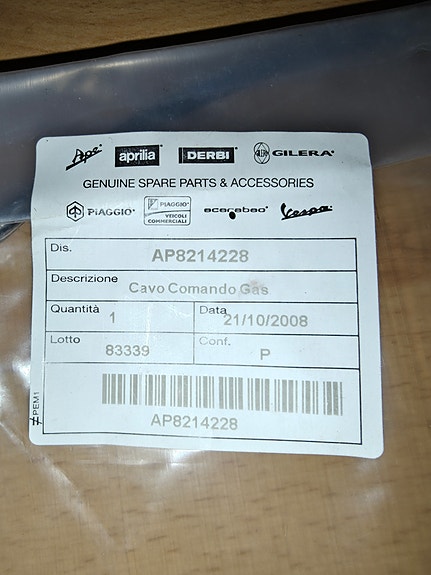 Ape aprilia DERBI GILERA
GENUINE SPARE PARTS & ACCESSORIES
PIAGGIO PIAGGIO VEICOLI COMMERCIALI scarabeo Vespa
Dis. AP8214228
Descrizione
Cavo Comando Gas
Quantità 1 Data 21/10/2008
Lotto 83339 Conf. P
AP8214228
PEM1